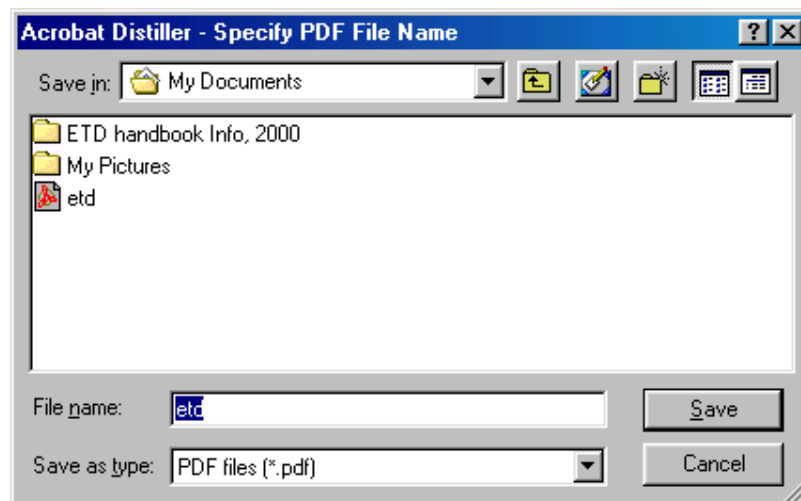 Acrobat Distiller - Specify PDF File Name
Save in: My Documents
ETD handbook Info, 2000
My Pictures
etd
File name: etd Save
Save as type: PDF files (*.pdf) Cancel